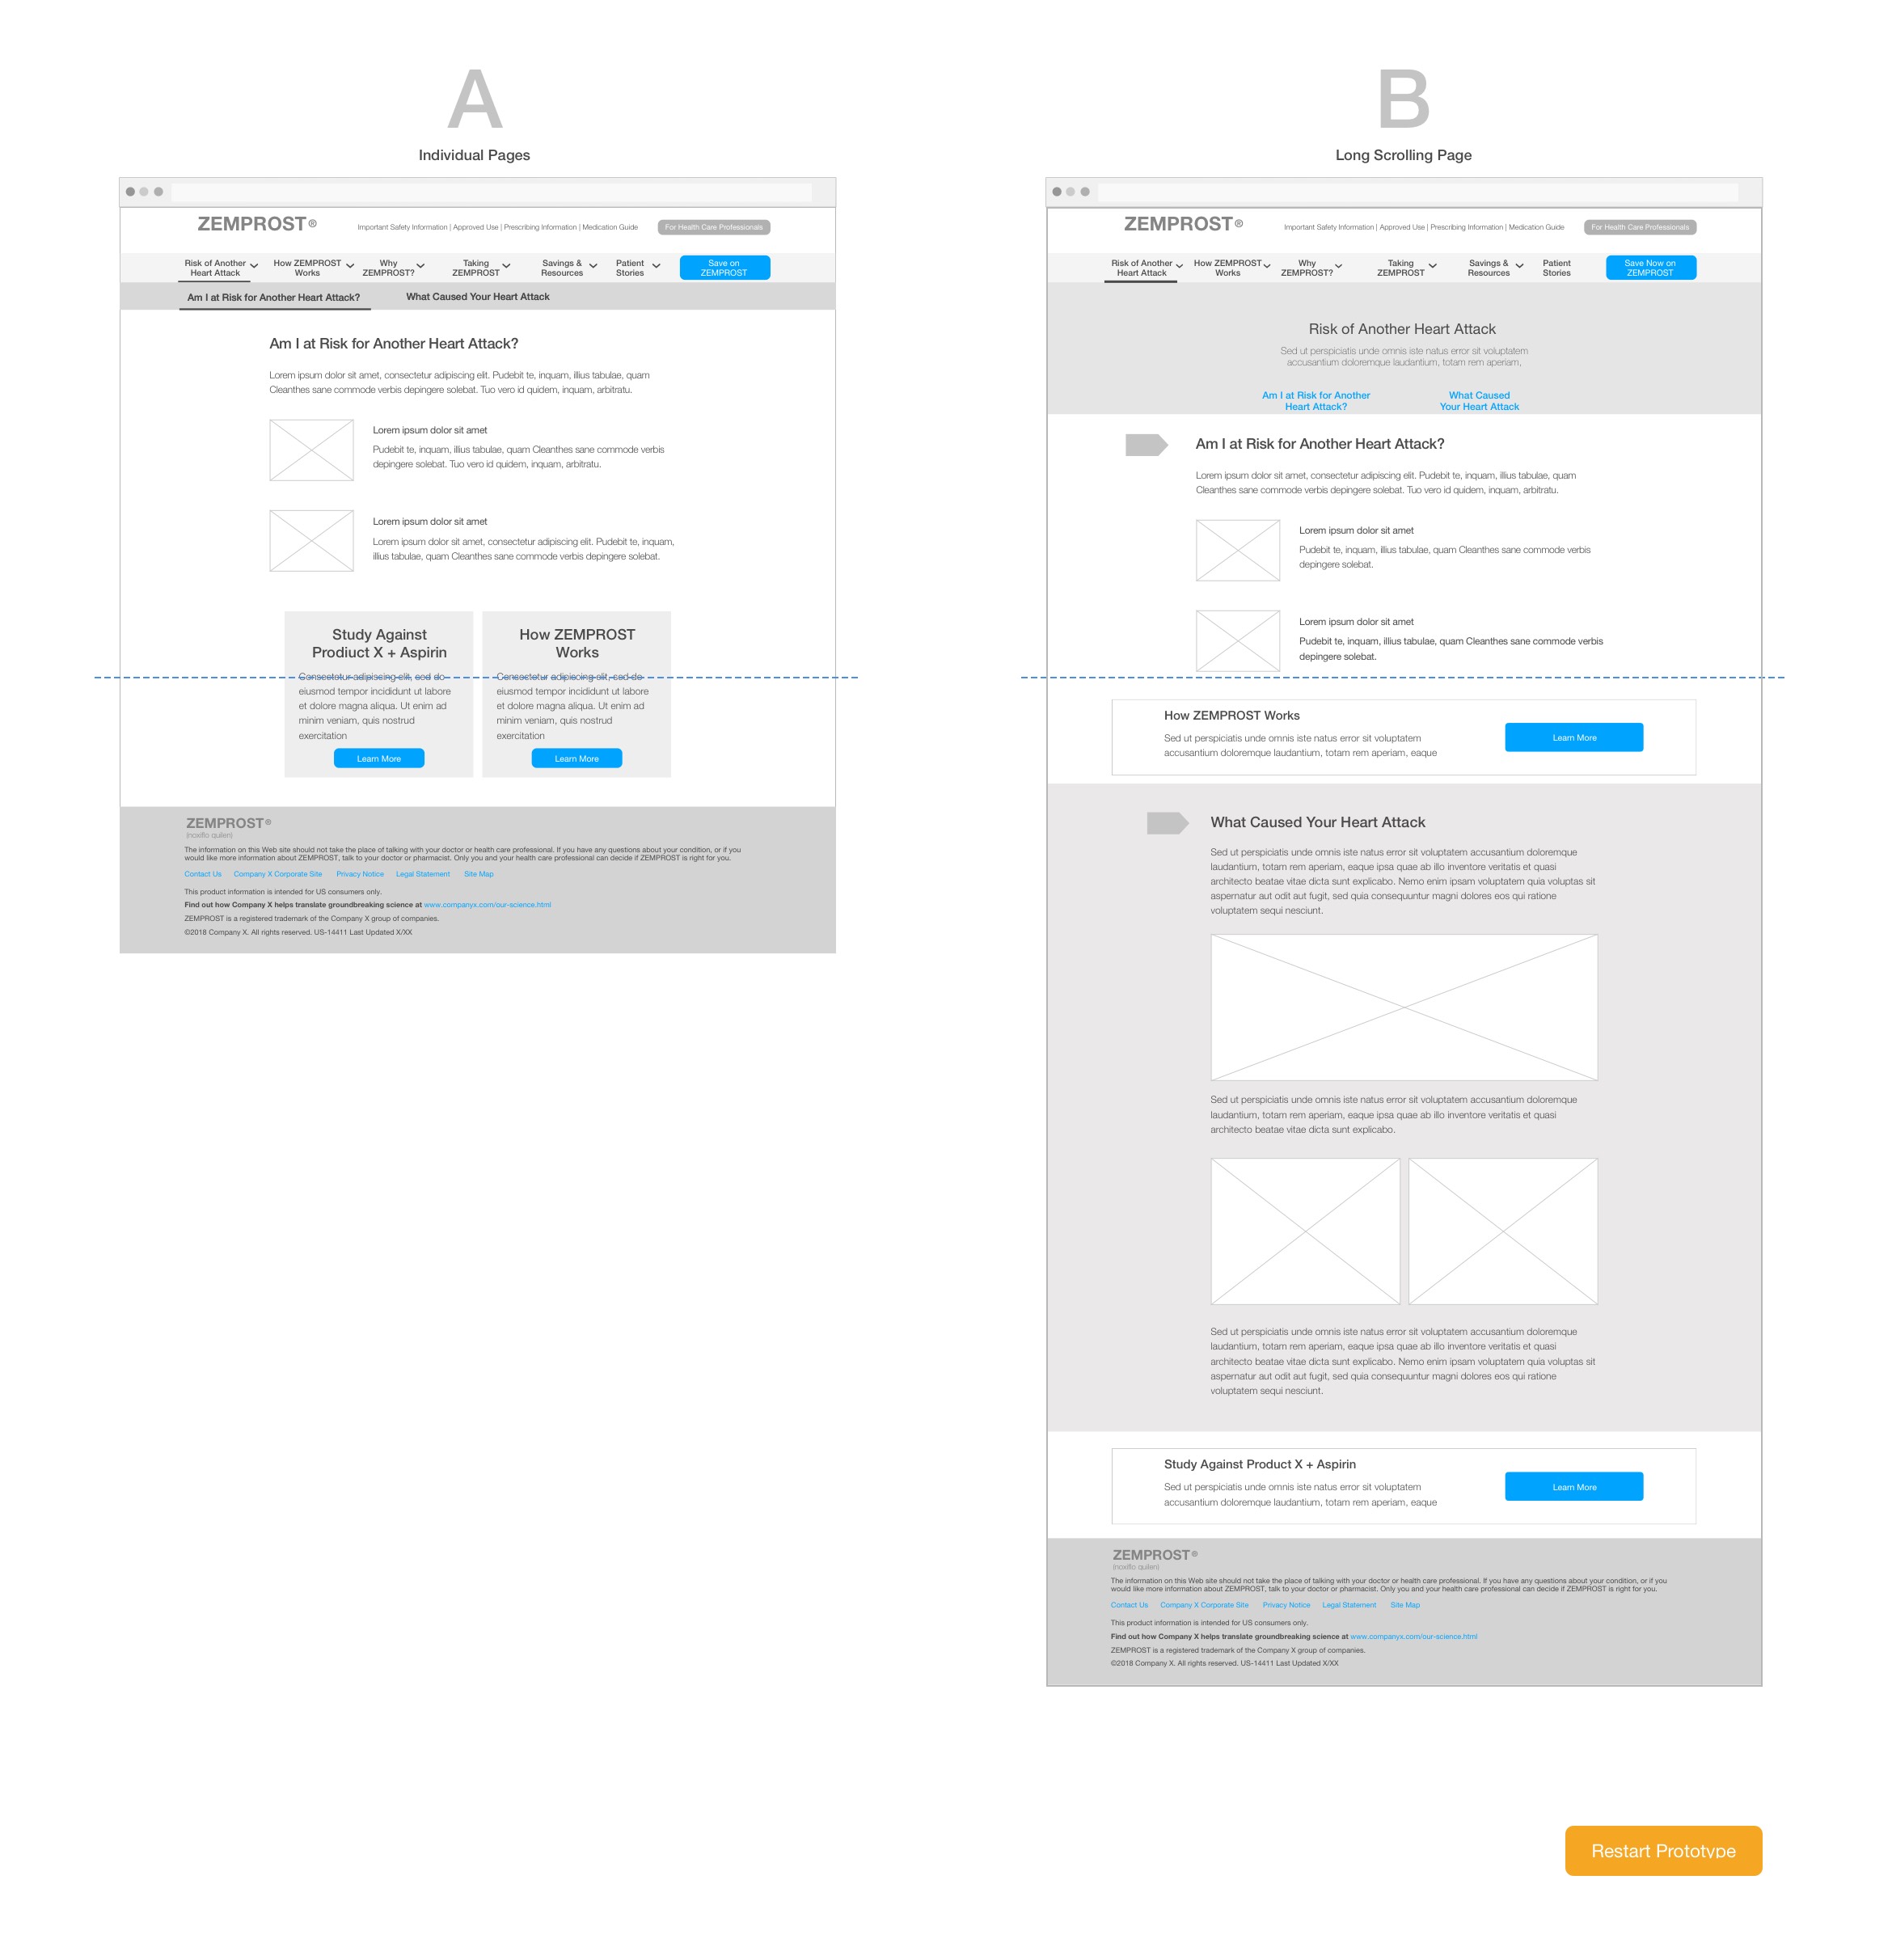 A
Individual Pages
ZEMPROST®
Important Safety Information | Approved Use | Prescribing Information | Medication Guide
For Health Care Professionals
Risk of Another
Heart Attack
How ZEMPROST
Works
Why
ZEMPROST?
Taking
ZEMPROST
Savings &
Resources
Patient
Stories
Save on
ZEMPROST
Am I at Risk for Another Heart Attack?
What Caused Your Heart Attack
Am I at Risk for Another Heart Attack?
Lorem ipsum dolor sit amet, consectetur adipiscing elit. Pudebit te, inquam, illius tabulae, quam
Cleanthes sane commode verbis depingere solebat. Tuo vero id quidem, inquam, arbitratu.
Lorem ipsum dolor sit amet
Pudebit te, inquam, illius tabulae, quam Cleanthes sane commode verbis
depingere solebat. Tuo vero id quidem, inquam, arbitratu.
Lorem ipsum dolor sit amet
Lorem ipsum dolor sit amet, consectetur adipiscing elit. Pudebit te, inquam,
illius tabulae, quam Cleanthes sane commode verbis depingere solebat.
Study Against
Prodiuct X + Aspirin
Consectetur adipiscing elit, sed do
eiusmod tempor incididunt ut labore
et dolore magna aliqua. Ut enim ad
minim veniam, quis nostrud
exercitation
Learn More
How ZEMPROST
Works
Consectetur adipiscing elit, sed do
eiusmod tempor incididunt ut labore
et dolore magna aliqua. Ut enim ad
minim veniam, quis nostrud
exercitation
Learn More
ZEMPROST®
(noxiflo quilen)
The information on this Web site should not take the place of talking with your doctor or health care professional. If you have any questions about your condition, or if you
would like more information about ZEMPROST, talk to your doctor or pharmacist. Only you and your health care professional can decide if ZEMPROST is right for you.
Contact Us Company X Corporate Site Privacy Notice Legal Statement Site Map
This product information is intended for US consumers only.
Find out how Company X helps translate groundbreaking science at www.companyx.com/our-science.html
ZEMPROST is a registered trademark of the Company X group of companies.
©2018 Company X. All rights reserved. US-14411 Last Updated X/XX
B
Long Scrolling Page
ZEMPROST®
Important Safety Information | Approved Use | Prescribing Information | Medication Guide
For Health Care Professionals
Risk of Another
Heart Attack
How ZEMPROST
Works
Why
ZEMPROST?
Taking
ZEMPROST
Savings &
Resources
Patient
Stories
Save Now on
ZEMPROST
Risk of Another Heart Attack
Sed ut perspiciatis unde omnis iste natus error sit voluptatem
accusantium doloremque laudantium, totam rem aperiam,
Am I at Risk for Another
Heart Attack?
What Caused
Your Heart Attack
Am I at Risk for Another Heart Attack?
Lorem ipsum dolor sit amet, consectetur adipiscing elit. Pudebit te, inquam, illius tabulae, quam
Cleanthes sane commode verbis depingere solebat. Tuo vero id quidem, inquam, arbitratu.
Lorem ipsum dolor sit amet
Pudebit te, inquam, illius tabulae, quam Cleanthes sane commode verbis
depingere solebat.
Lorem ipsum dolor sit amet
Pudebit te, inquam, illius tabulae, quam Cleanthes sane commode verbis
depingere solebat.
How ZEMPROST Works
Sed ut perspiciatis unde omnis iste natus error sit voluptatem
accusantium doloremque laudantium, totam rem aperiam, eaque
Learn More
What Caused Your Heart Attack
Sed ut perspiciatis unde omnis iste natus error sit voluptatem accusantium doloremque
laudantium, totam rem aperiam, eaque ipsa quae ab illo inventore veritatis et quasi
architecto beatae vitae dicta sunt explicabo. Nemo enim ipsam voluptatem quia voluptas sit
aspernatur aut odit aut fugit, sed quia consequuntur magni dolores eos qui ratione
voluptatem sequi nesciunt.
Sed ut perspiciatis unde omnis iste natus error sit voluptatem accusantium doloremque
laudantium, totam rem aperiam, eaque ipsa quae ab illo inventore veritatis et quasi
architecto beatae vitae dicta sunt explicabo.
Sed ut perspiciatis unde omnis iste natus error sit voluptatem accusantium doloremque
laudantium, totam rem aperiam, eaque ipsa quae ab illo inventore veritatis et quasi
architecto beatae vitae dicta sunt explicabo. Nemo enim ipsam voluptatem quia voluptas sit
aspernatur aut odit aut fugit, sed quia consequuntur magni dolores eos qui ratione
voluptatem sequi nesciunt.
Study Against Product X + Aspirin
Sed ut perspiciatis unde omnis iste natus error sit voluptatem
accusantium doloremque laudantium, totam rem aperiam, eaque
Learn More
ZEMPROST®
(noxiflo quilen)
The information on this Web site should not take the place of talking with your doctor or health care professional. If you have any questions about your condition, or if you
would like more information about ZEMPROST, talk to your doctor or pharmacist. Only you and your health care professional can decide if ZEMPROST is right for you.
Contact Us Company X Corporate Site Privacy Notice Legal Statement Site Map
This product information is intended for US consumers only.
Find out how Company X helps translate groundbreaking science at www.companyx.com/our-science.html
ZEMPROST is a registered trademark of the Company X group of companies.
©2018 Company X. All rights reserved. US-14411 Last Updated X/XX
Restart Prototype